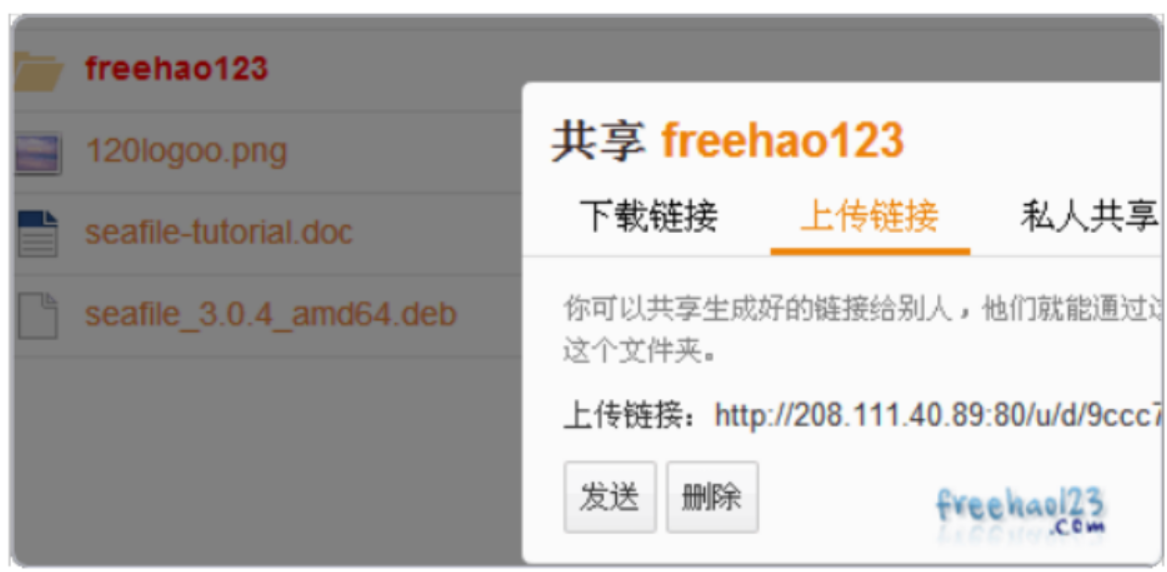 freehao123
120logoo.png
seafile-tutorial.doc
seafile_3.0.4_amd64.deb
共享 freehao123
下载链接 上传链接 私人共享
你可以共享生成好的链接给别人，他们就能通过这
这个文件夹。
上传链接：http://208.111.40.89:80/u/d/9ccc7
发送 删除
freehao123
.com